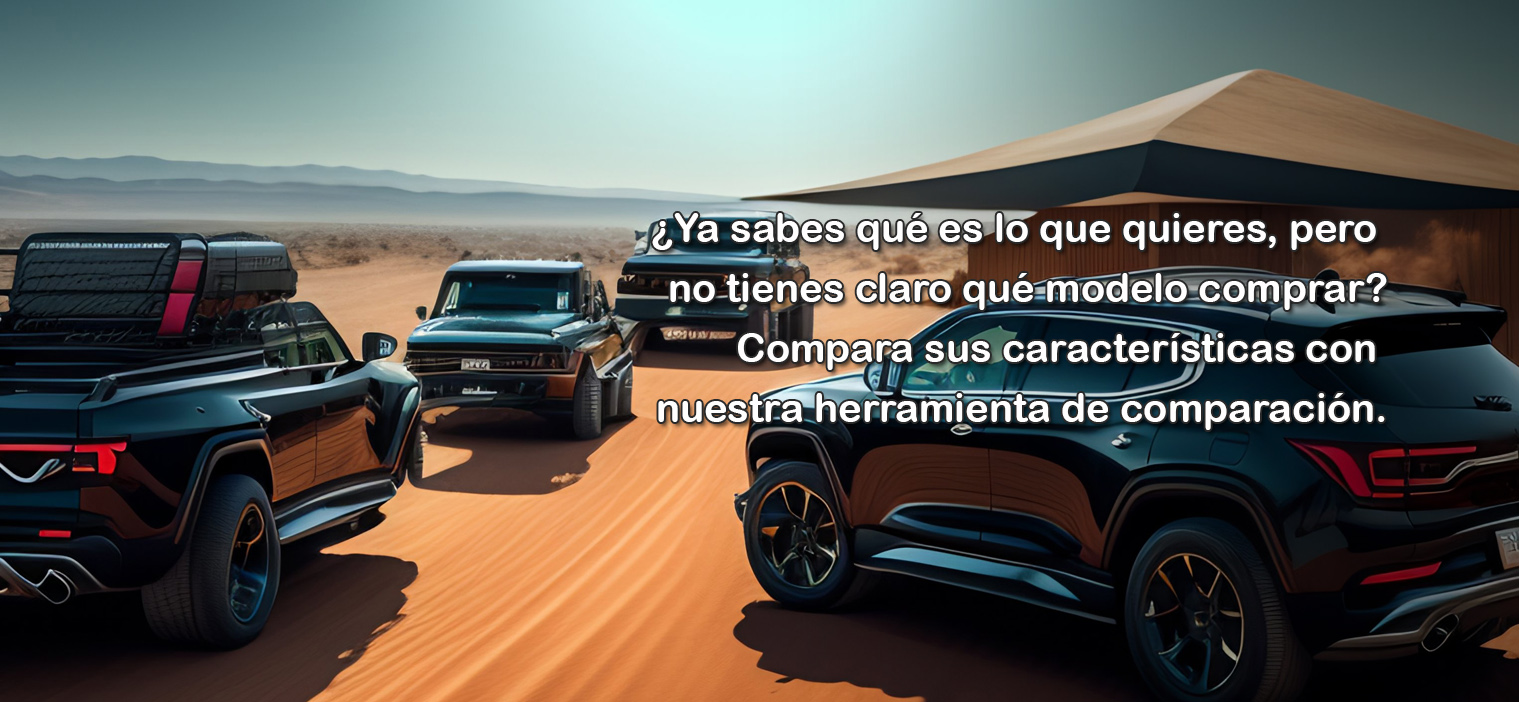 ¿Ya sabes qué es lo que quieres, pero
no tienes claro qué modelo comprar?
Compara sus características con
nuestra herramienta de comparación.